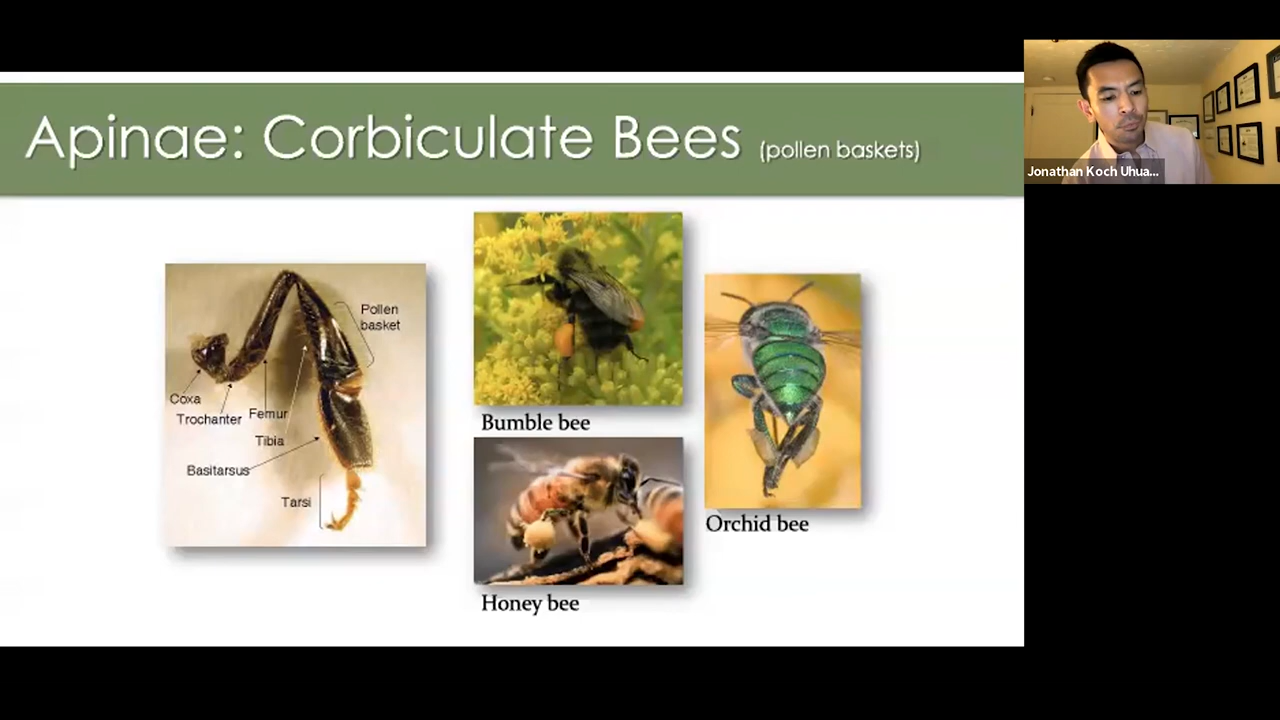 Apinae: Corbiculate Bees (pollen baskets)
Jonathan Koch Uhua...
Pollen
basket
Coxa
Trochanter
Femur
Tibia
Basitarsus
Tarsi
Bumble bee
Honey bee
Orchid bee